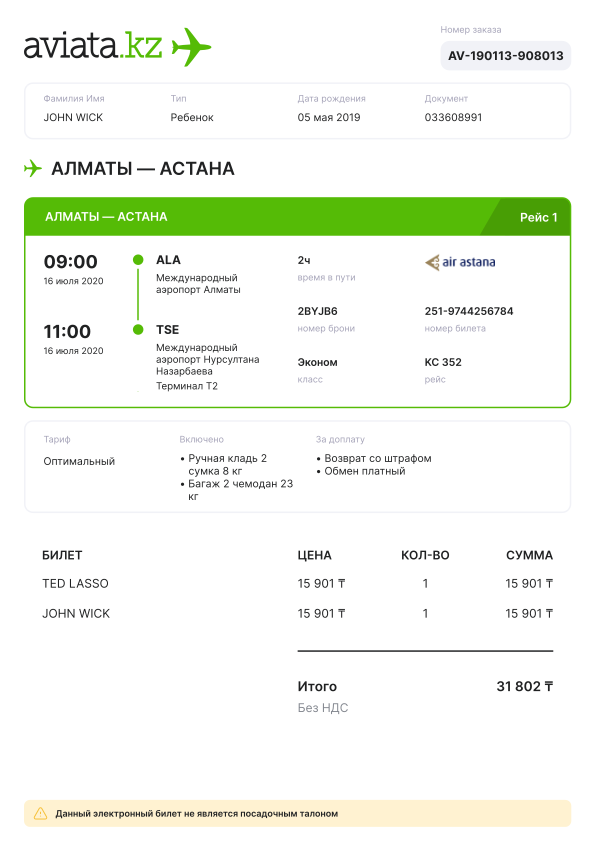 aviata.kz
Номер заказа
AV-190113-908013
Фамилия Имя Тип Дата рождения Документ
JOHN WICK Ребенок 05 мая 2019 033608991
АЛМАТЫ — АСТАНА
АЛМАТЫ — АСТАНА Рейс 1
09:00
16 июля 2020
ALA
Международный
аэропорт Алматы
2ч
время в пути
air astana
11:00
16 июля 2020
TSE
Международный
аэропорт Нурсултана
Назарбаева
Терминал T2
2BYJB6
номер брони
251-9744256784
номер билета
Эконом
класс
KC 352
рейс
Тариф
Оптимальный
Включено
• Ручная кладь 2
сумка 8 кг
• Багаж 2 чемодан 23
кг
За доплату
• Возврат со штрафом
• Обмен платный
БИЛЕТ ЦЕНА КОЛ-ВО СУММА
TED LASSO 15 901 ₸ 1 15 901 ₸
JOHN WICK 15 901 ₸ 1 15 901 ₸
Итого 31 802 ₸
Без НДС
Данный электронный билет не является посадочным талоном